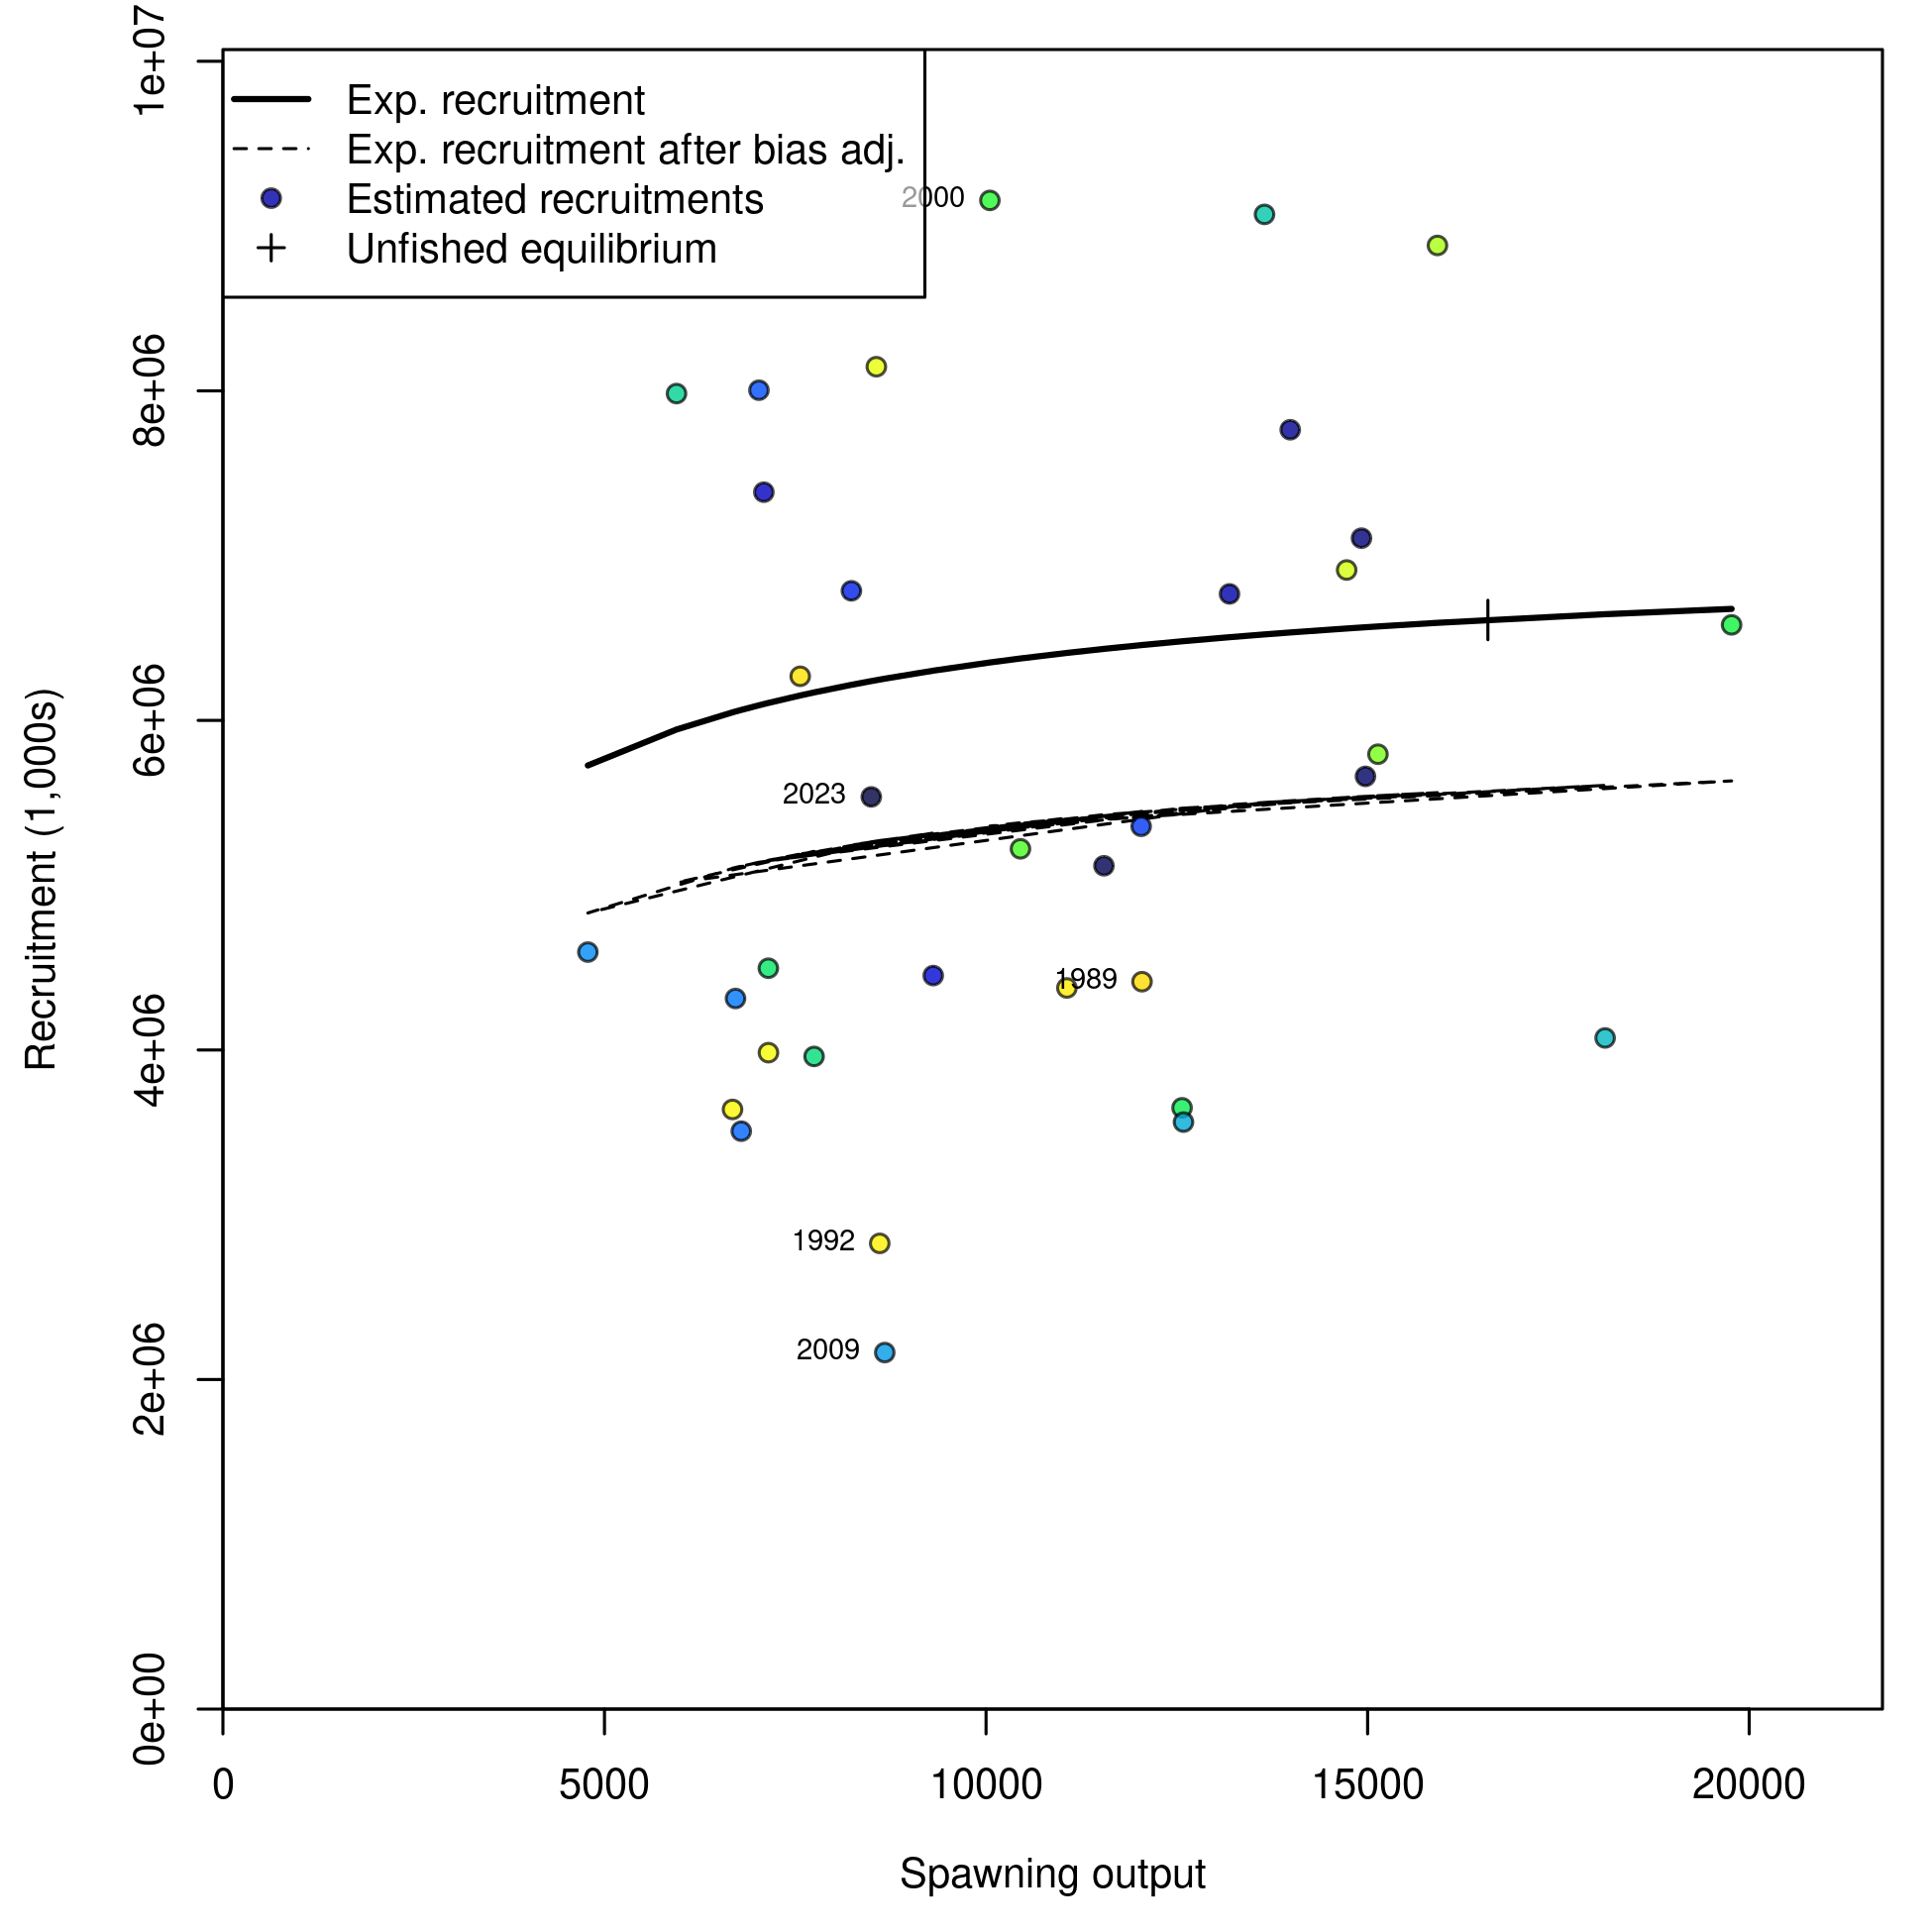 Exp. recruitment
Exp. recruitment after bias adj.
Estimated recruitments
Unfished equilibrium
2000
2023
1989
1992
2009
1e+07
8e+06
6e+06
4e+06
2e+06
0e+00
Recruitment (1,000s)
0 5000 10000 15000 20000
Spawning output